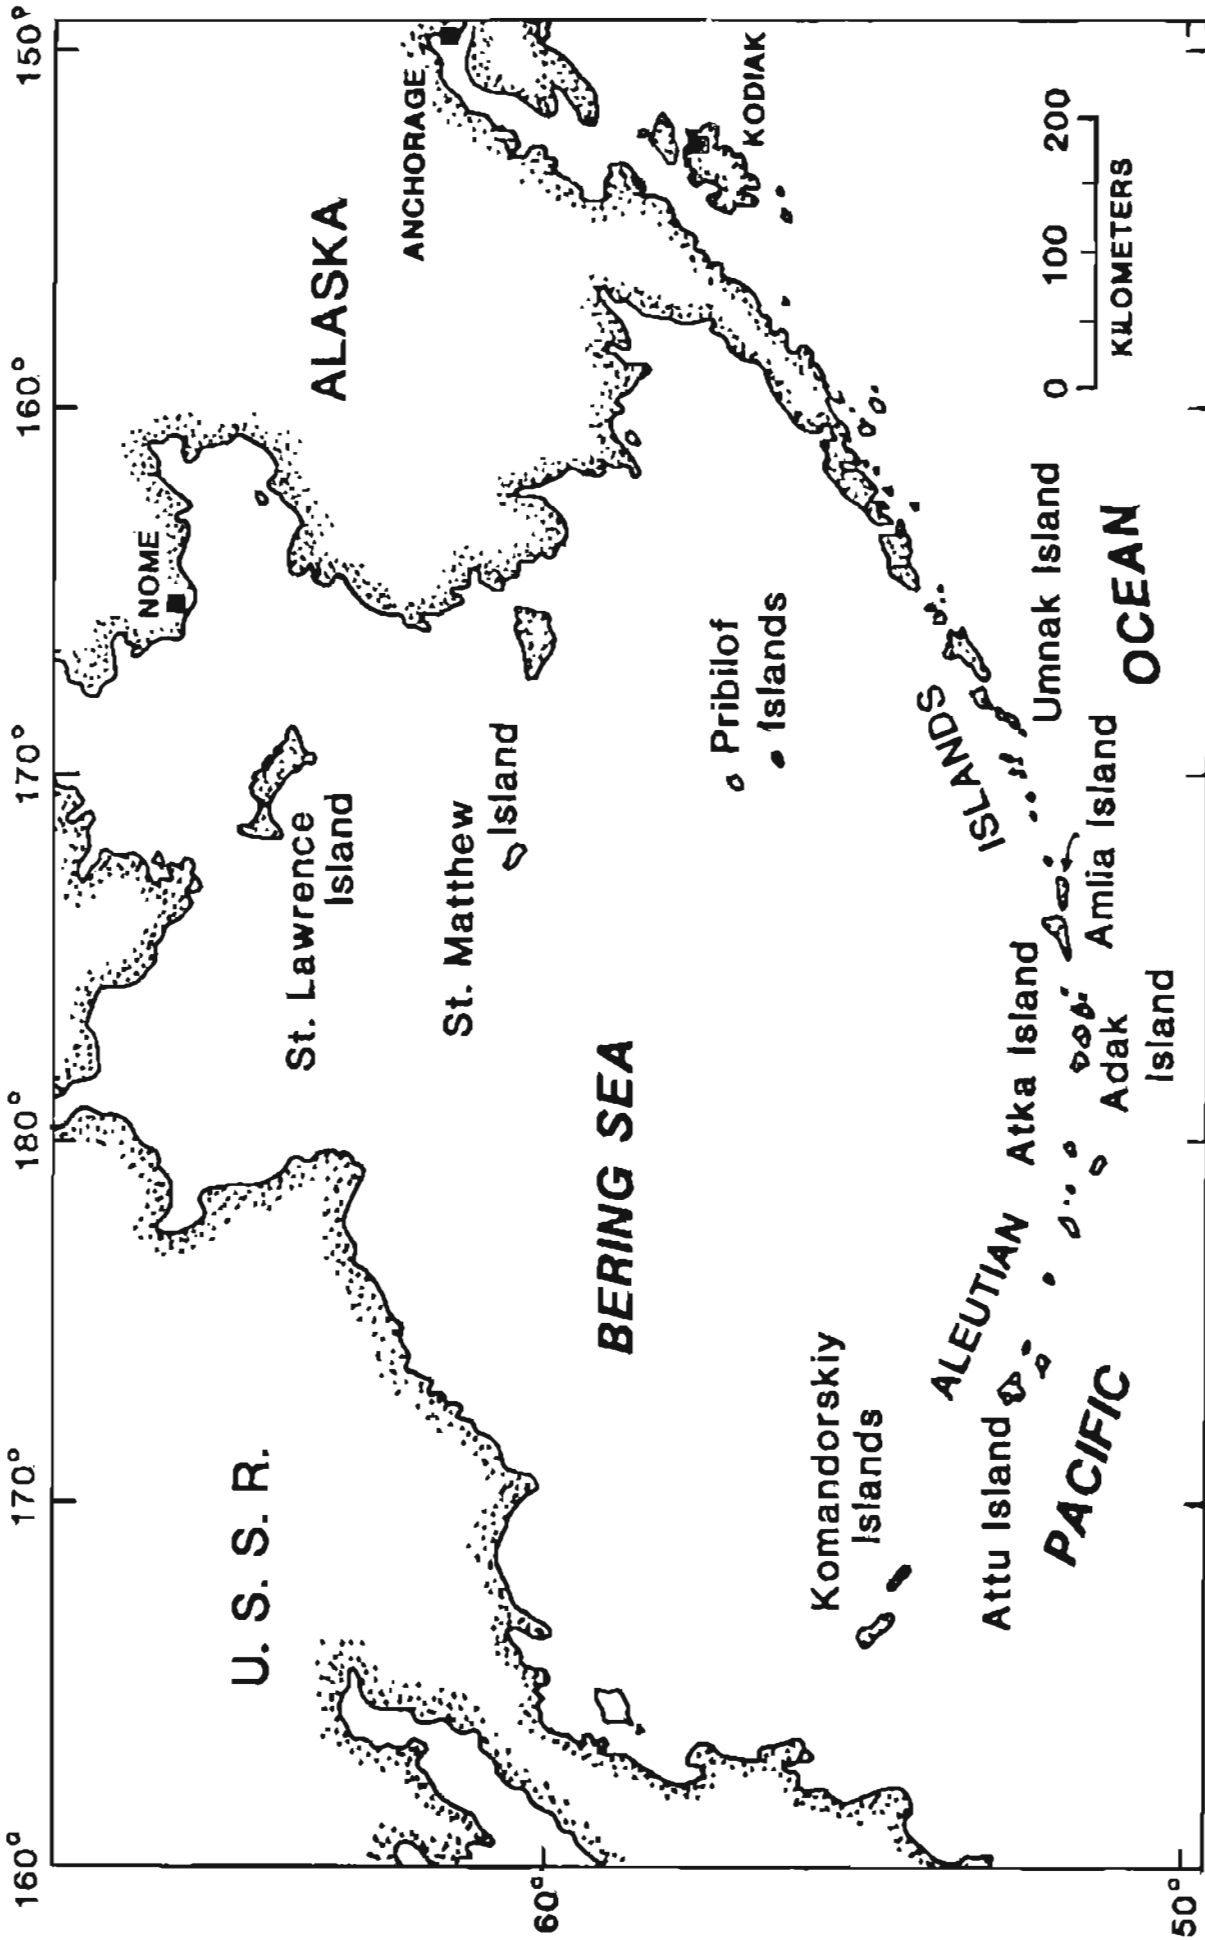 160°
170°
180°
170°
160°
150°
60°
50°
U. S. S. R.
NOME
ALASKA
ANCHORAGE
KODIAK
St. Lawrence
Island
St. Matthew
Island
BERING SEA
Pribilof
Islands
Komandorskiy
Islands
ALEUTIAN
ISLANDS
Attu Island
Atka Island
Umnak Island
Amlia Island
Adak
Island
PACIFIC
OCEAN
0 100 200
KILOMETERS